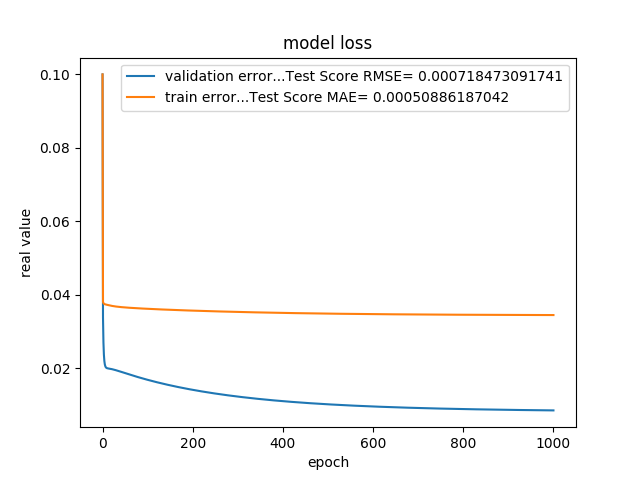 model loss
validation error...Test Score RMSE= 0.000718473091741
train error...Test Score MAE= 0.00050886187042
0.10
0.08
0.06
0.04
0.02
real value
0 200 400 600 800 1000
epoch